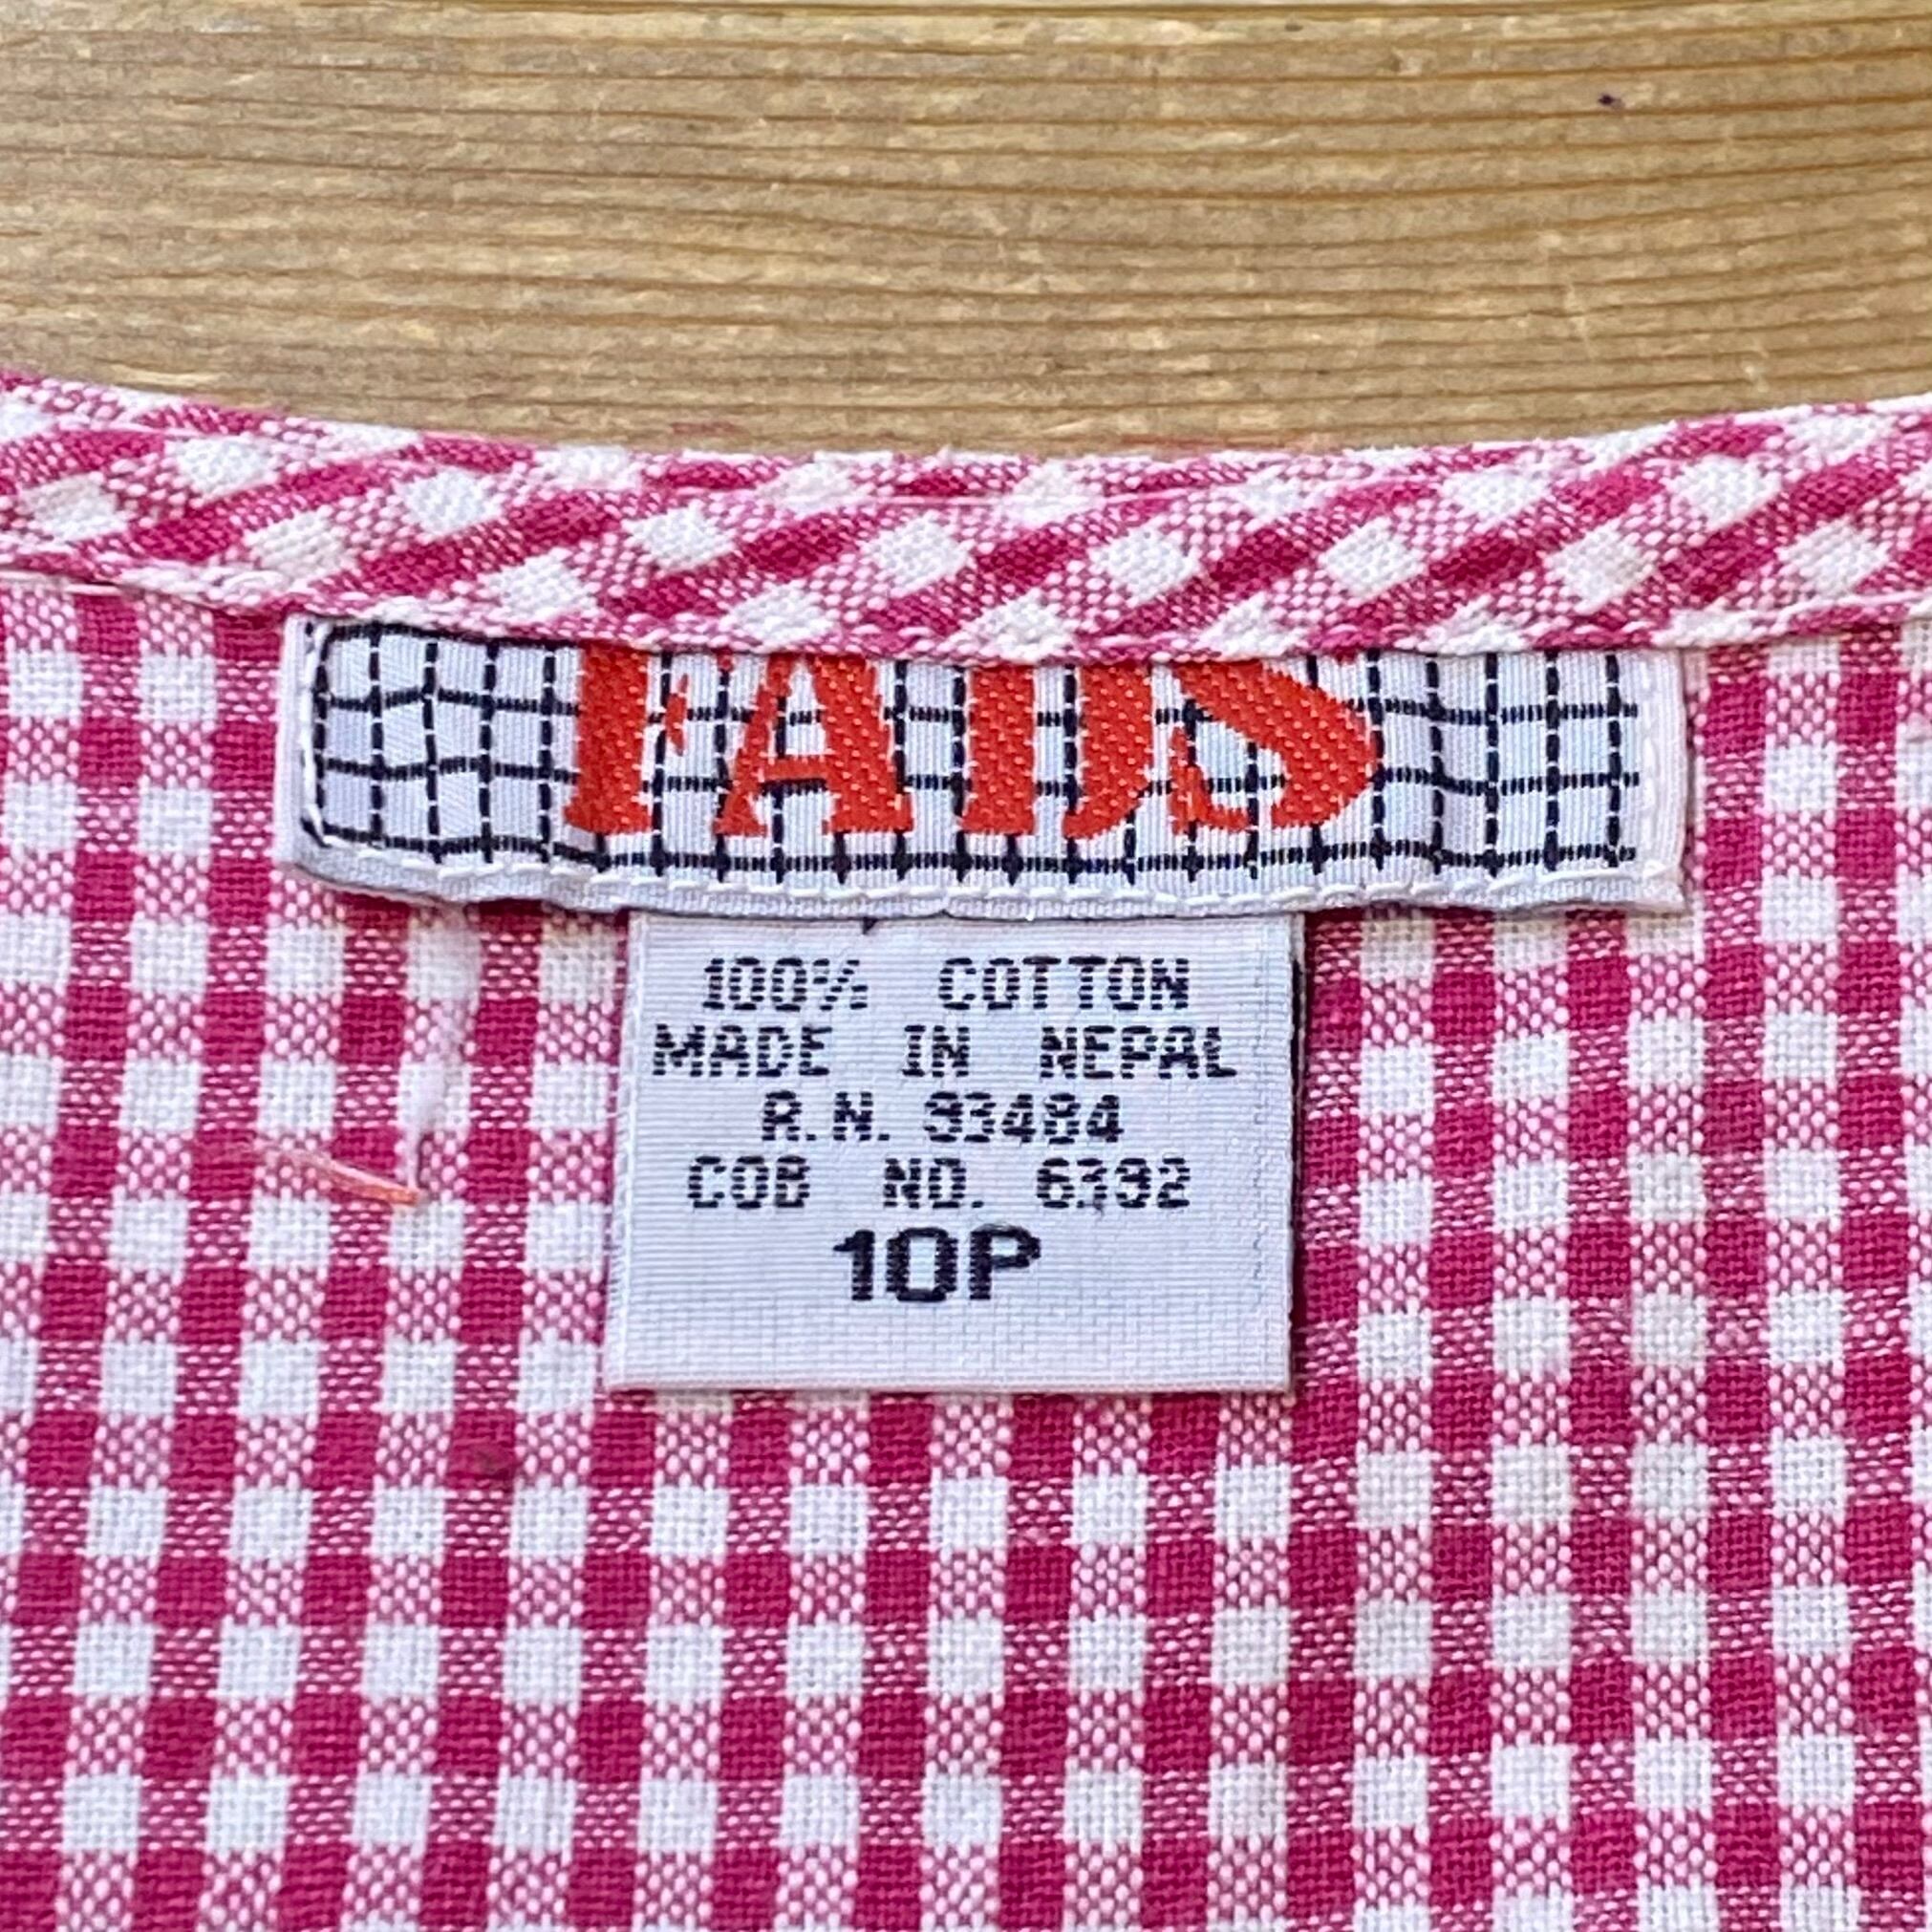 FADS
100% COTTON
MADE IN NEPAL
R.N. 93484
COB NO. 6392
10P